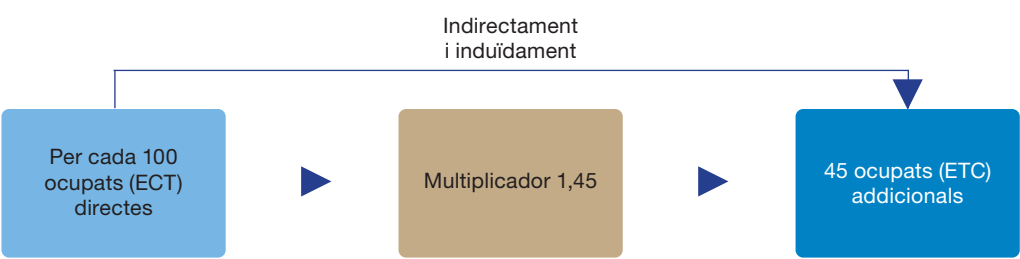 Indirectament
i induïdament
Per cada 100
ocupats (ECT)
directes
Multiplicador 1,45
45 ocupats (ETC)
addicionals